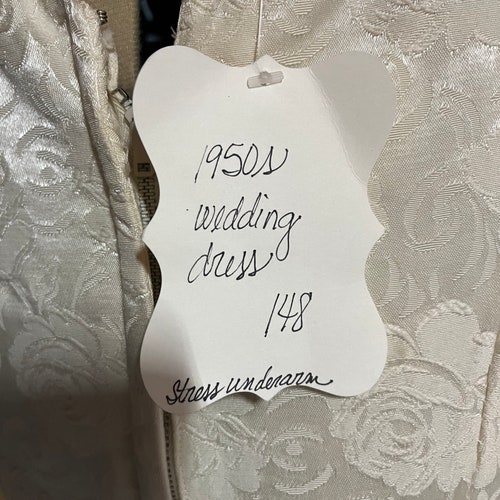 1950s
wedding
dress
148
Stress underarm